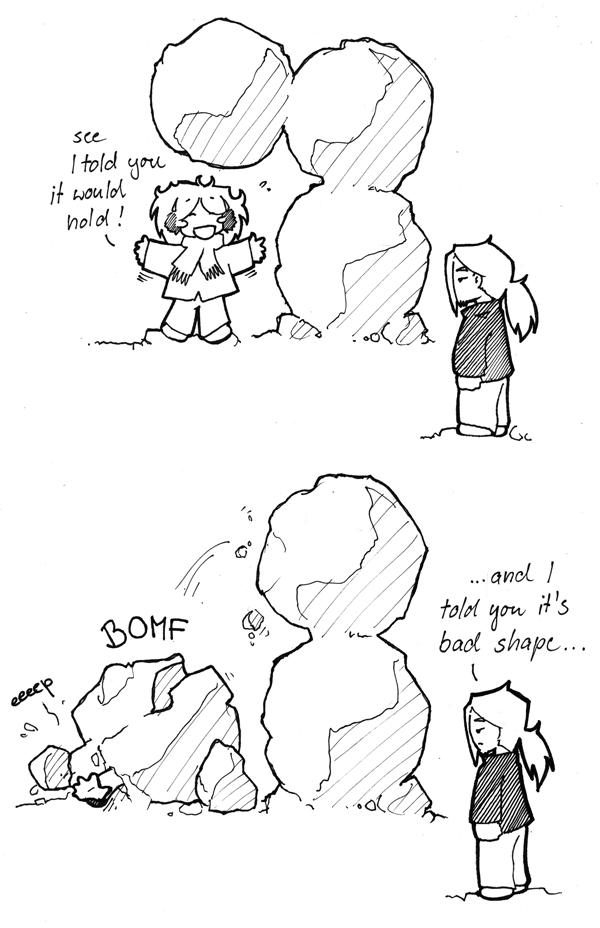 see
I told you
it would
hold!
BOMF
eeeep
...and I
told you it's
bad shape...